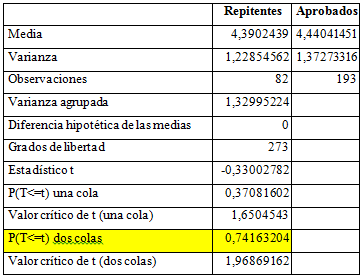 Repitentes Aprobados
Media 4,3902439 4,44041451
Varianza 1,22854562 1,37273316
Observaciones 82 193
Varianza agrupada 1,32995224
Diferencia hipotética de las medias 0
Grados de libertad 273
Estadístico t -0,33002782
P(T<=t) una cola 0,37081602
Valor crítico de t (una cola) 1,6504543
P(T<=t) dos colas 0,74163204
Valor crítico de t (dos colas) 1,96869162